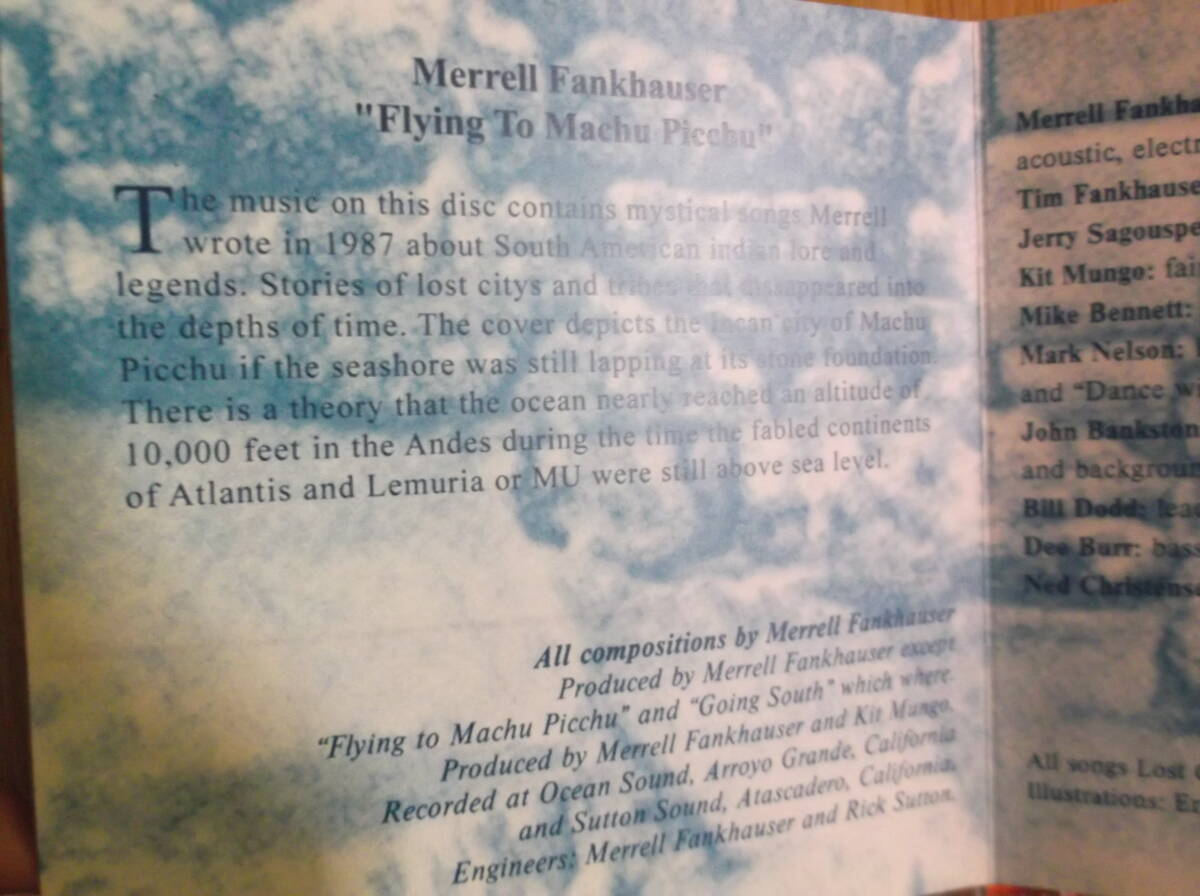 Merrell Fankhauser
"Flying To Machu Picchu"
The music on this disc contains mystical songs Merrell
wrote in 1987 about South American indian lore and
legends. Stories of lost citys and tribes that dissappeared into
the depths of time. The cover depicts the Incan city of Machu
Picchu if the seashore was still lapping at its stone foundation.
There is a theory that the ocean nearly reached an altitude of
10,000 feet in the Andes during the time the fabled continents
of Atlantis and Lemuria or MU were still above sea level.
All compositions by Merrell Fankhauser
Produced by Merrell Fankhauser except
“Flying to Machu Picchu” and “Going South” which where
Produced by Merrell Fankhauser and Kit Mungo.
Recorded at Ocean Sound, Arroyo Grande, California
and Sutton Sound, Atascadero, California.
Engineers: Merrell Fankhauser and Rick Sutton.
Merrell Fankha
acoustic, electr
Tim Fankhause
Jerry Sagouspe
Kit Mungo: fai
Mike Bennett:
Mark Nelson:
and “Dance wi
John Bankston
and backgroun
Bill Dodd: lea
Dee Burr: bass
Ned Christens
All songs Lost
Illustrations: E